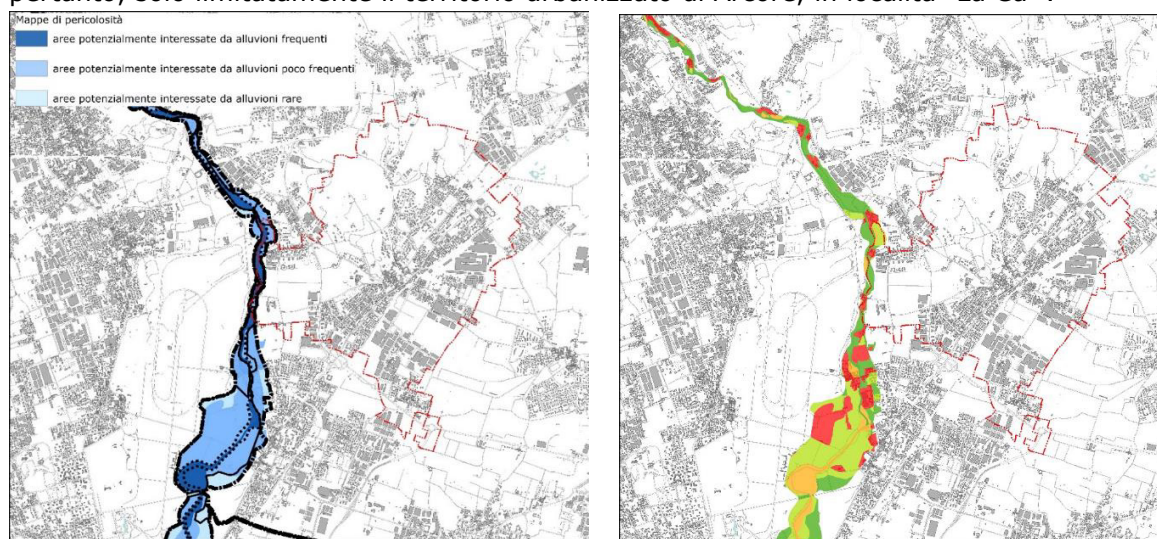 pertanto, solo limitatamente il territorio urbanizzato di Arcore, in località "La Ca'".
Mappe di pericolosità
aree potenzialmente interessate da alluvioni frequenti
aree potenzialmente interessate da alluvioni poco frequenti
aree potenzialmente interessate da alluvioni rare